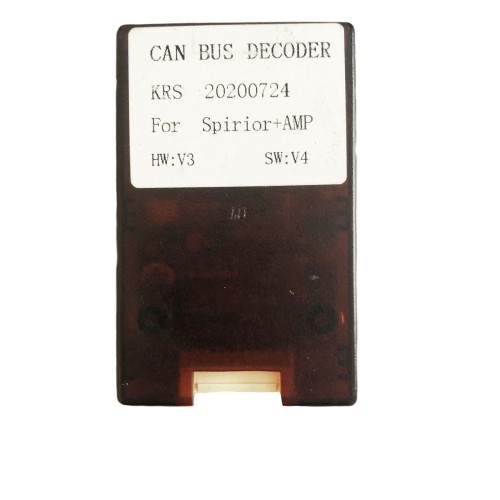 CAN BUS DECODER
KRS 20200724
For Spirior+AMP
HW:V3 SW:V4